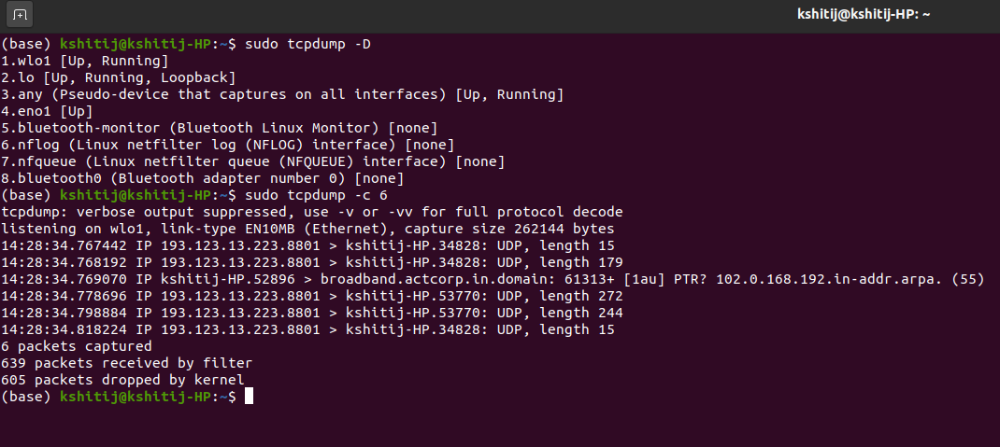 kshitij@kshitij-HP: ~
(base) kshitij@kshitij-HP:~$ sudo tcpdump -D
1.wlo1 [Up, Running]
2.lo [Up, Running, Loopback]
3.any (Pseudo-device that captures on all interfaces) [Up, Running]
4.eno1 [Up]
5.bluetooth-monitor (Bluetooth Linux Monitor) [none]
6.nflog (Linux netfilter log (NFLOG) interface) [none]
7.nfqueue (Linux netfilter queue (NFQUEUE) interface) [none]
8.bluetooth0 (Bluetooth adapter number 0) [none]
(base) kshitij@kshitij-HP:~$ sudo tcpdump -c 6
tcpdump: verbose output suppressed, use -v or -vv for full protocol decode
listening on wlo1, link-type EN10MB (Ethernet), capture size 262144 bytes
14:28:34.767442 IP 193.123.13.223.8801 > kshitij-HP.34828: UDP, length 15
14:28:34.768192 IP 193.123.13.223.8801 > kshitij-HP.34828: UDP, length 179
14:28:34.769070 IP kshitij-HP.52896 > broadband.actcorp.in.domain: 61313+ [1au] PTR? 102.0.168.192.in-addr.arpa. (55)
14:28:34.778696 IP 193.123.13.223.8801 > kshitij-HP.53770: UDP, length 272
14:28:34.798884 IP 193.123.13.223.8801 > kshitij-HP.53770: UDP, length 244
14:28:34.818224 IP 193.123.13.223.8801 > kshitij-HP.34828: UDP, length 15
6 packets captured
639 packets received by filter
605 packets dropped by kernel
(base) kshitij@kshitij-HP:~$